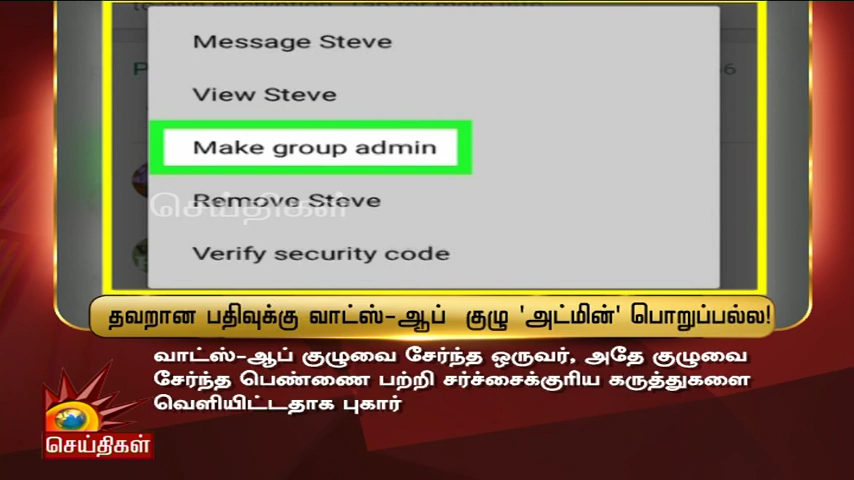 Message Steve
View Steve
Make group admin
Remove Steve
செய்திகள்
Verify security code
தவறான பதிவுக்கு வாட்ஸ்-ஆப் குழு 'அட்மின்' பொறுப்பல்ல!
வாட்ஸ்-ஆப் குழுவை சேர்ந்த ஒருவர், அதே குழுவை
சேர்ந்த பெண்ணை பற்றி சர்ச்சைக்குரிய கருத்துகளை
வெளியிட்டதாக புகார்
செய்திகள்